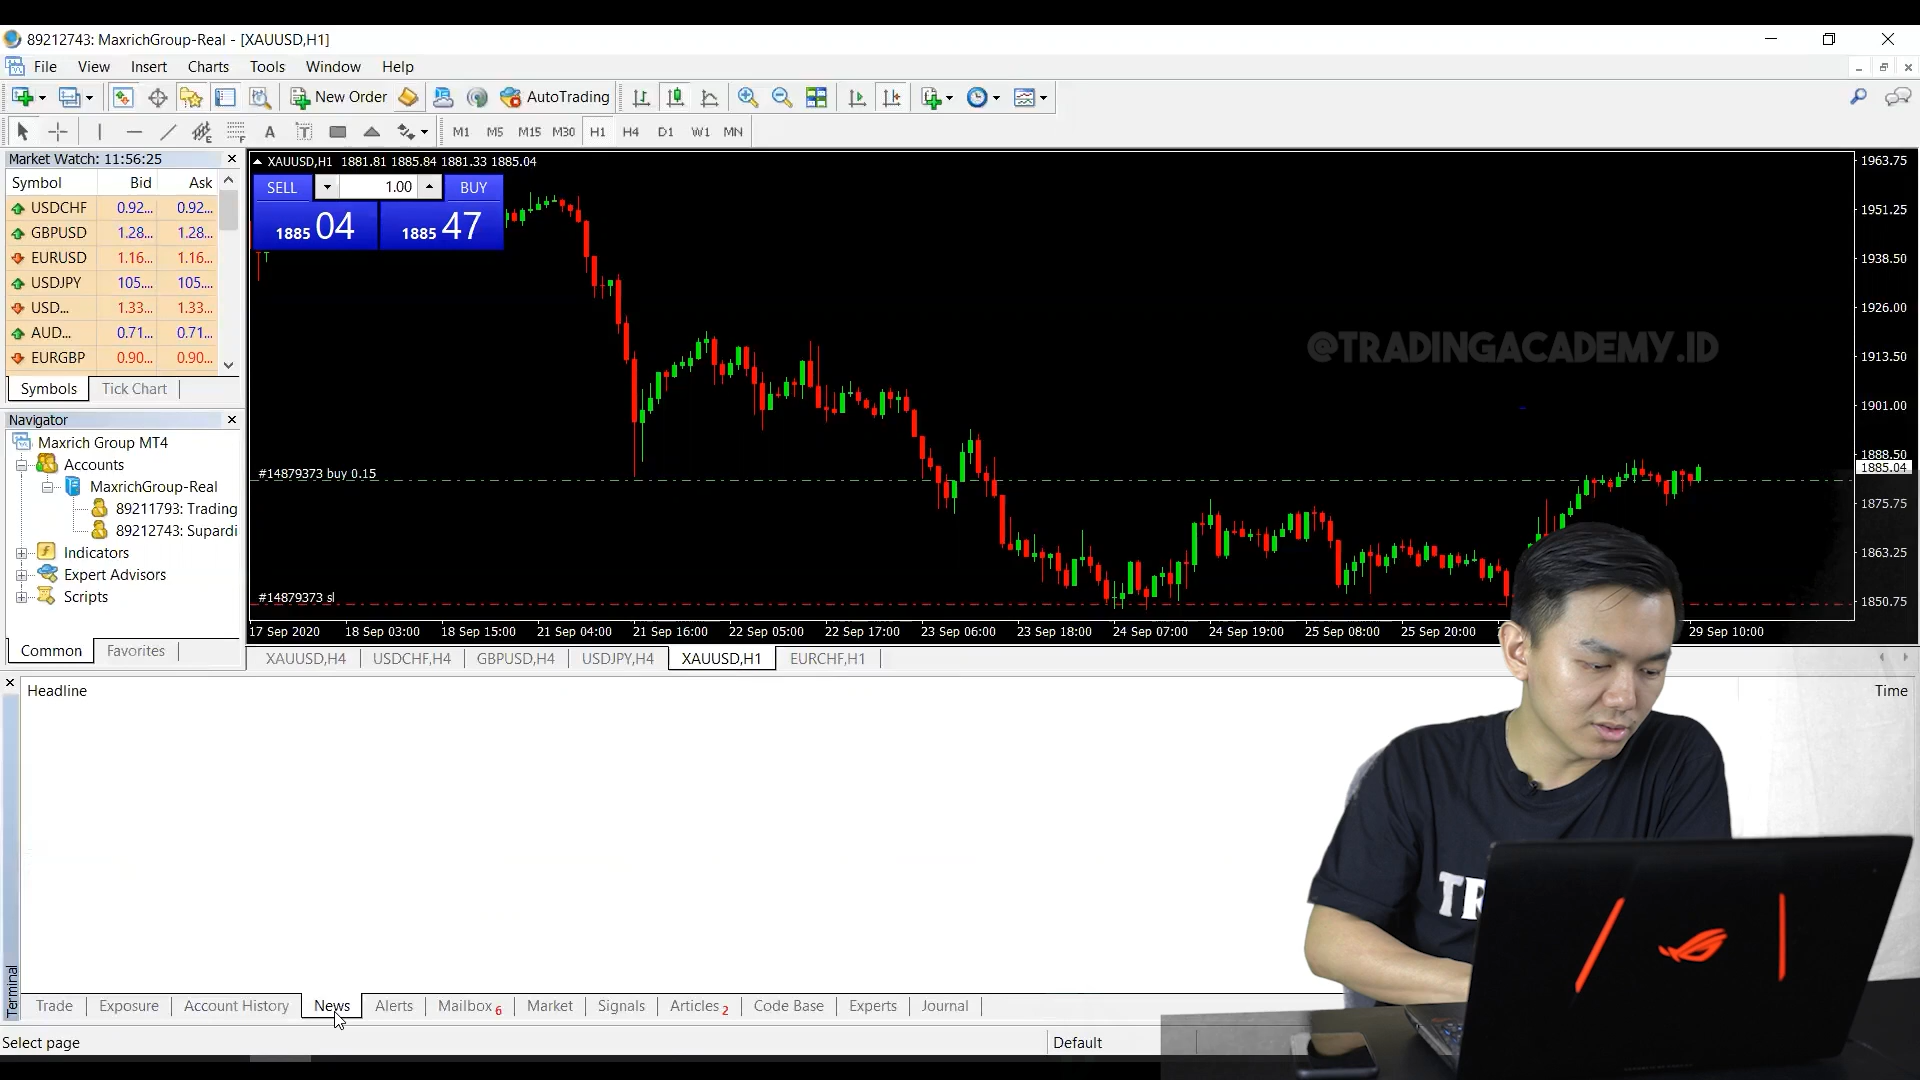 89212743: MaxrichGroup-Real - [XAUUSD,H1]
File View Insert Charts Tools Window Help
New Order AutoTrading
A T M1 M5 M15 M30 H1 H4 D1 W1 MN
Market Watch: 11:56:25
Symbol Bid Ask
USDCHF 0.92... 0.92...
GBPUSD 1.28... 1.28...
EURUSD 1.16... 1.16...
USDJPY 105.... 105....
USD... 1.33... 1.33...
AUD... 0.71... 0.71...
EURGBP 0.90... 0.90...
Symbols Tick Chart
Navigator
Maxrich Group MT4
Accounts
MaxrichGroup-Real
89211793: Trading
89212743: Supardi
Indicators
Expert Advisors
Scripts
Common Favorites
XAUUSD,H1 1881.81 1885.84 1881.33 1885.04
SELL 1.00 BUY
1885 04 1885 47
@TRADINGACADEMY.ID
#14879373 buy 0.15
#14879373 sl
1963.75
1951.25
1938.50
1926.00
1913.50
1901.00
1888.50
1885.04
1875.75
1863.25
1850.75
17 Sep 2020 18 Sep 03:00 18 Sep 15:00 21 Sep 04:00 21 Sep 16:00 22 Sep 05:00 22 Sep 17:00 23 Sep 06:00 23 Sep 18:00 24 Sep 07:00 24 Sep 19:00 25 Sep 08:00 25 Sep 20:00 29 Sep 10:00
XAUUSD,H4 USDCHF,H4 GBPUSD,H4 USDJPY,H4 XAUUSD,H1 EURCHF,H1
Headline Time
Terminal
Trade Exposure Account History News Alerts Mailbox 6 Market Signals Articles 2 Code Base Experts Journal
Select page Default